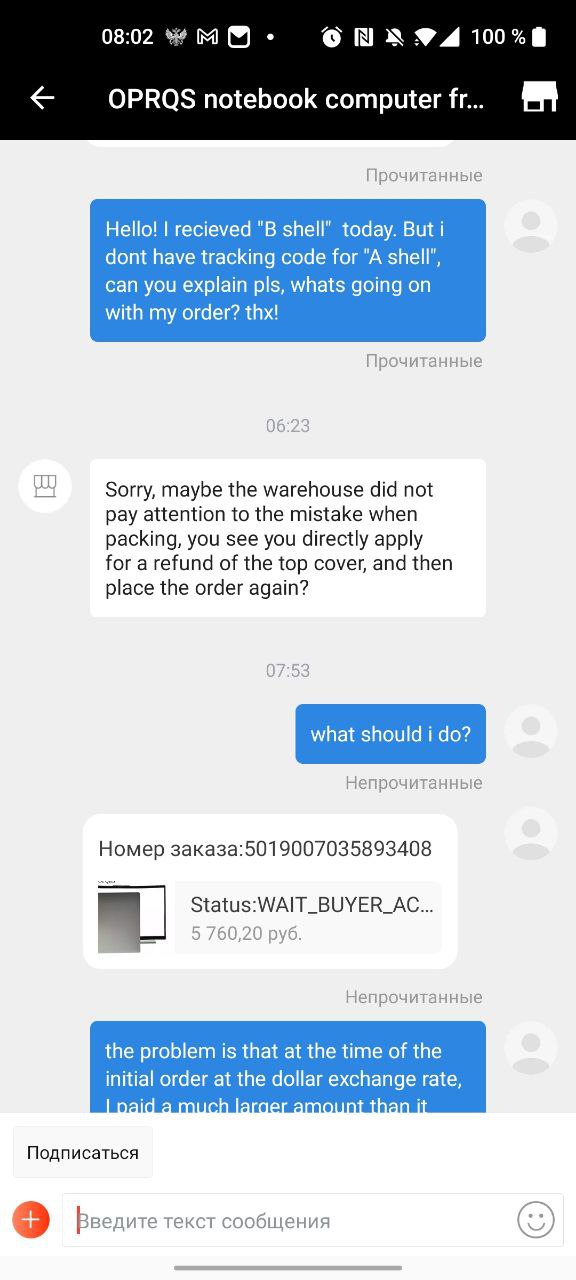 08:02
100 %
OPRQS notebook computer fr...
Прочитанные
Hello! I recieved "B shell" today. But i
dont have tracking code for "A shell",
can you explain pls, whats going on
with my order? thx!
Прочитанные
06:23
Sorry, maybe the warehouse did not
pay attention to the mistake when
packing, you see you directly apply
for a refund of the top cover, and then
place the order again?
07:53
what should i do?
Непрочитанные
Номер заказа:5019007035893408
Status:WAIT_BUYER_AC...
5 760,20 руб.
Непрочитанные
the problem is that at the time of the
initial order at the dollar exchange rate,
I paid a much larger amount than it
Подписаться
Введите текст сообщения